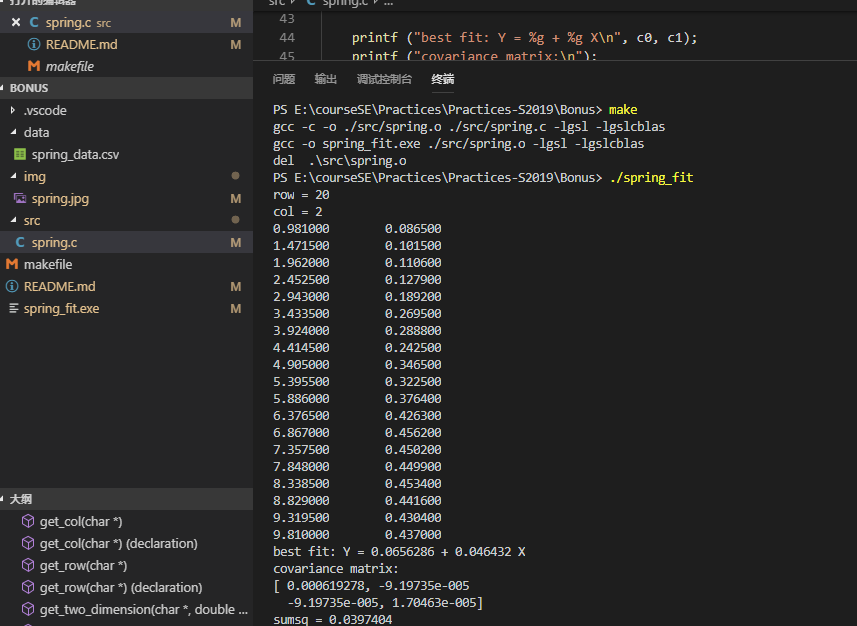 打开的编辑器
spring.c src M
README.md M
makefile
BONUS
.vscode
data
spring_data.csv
img
spring.jpg M
src
spring.c M
makefile
README.md M
spring_fit.exe M
大纲
get_col(char *)
get_col(char *) (declaration)
get_row(char *)
get_row(char *) (declaration)
get_two_dimension(char *, double ...
src spring.c ...
43
44 printf ("best fit: Y = %g + %g X\n", c0, c1);
45 printf ("covariance matrix:\n");
问题 输出 调试控制台 终端
PS E:\courseSE\Practices\Practices-S2019\Bonus> make
gcc -c -o ./src/spring.o ./src/spring.c -lgsl -lgslcblas
gcc -o spring_fit.exe ./src/spring.o -lgsl -lgslcblas
del .\src\spring.o
PS E:\courseSE\Practices\Practices-S2019\Bonus> ./spring_fit
row = 20
col = 2
0.981000 0.086500
1.471500 0.101500
1.962000 0.110600
2.452500 0.127900
2.943000 0.189200
3.433500 0.269500
3.924000 0.288800
4.414500 0.242500
4.905000 0.346500
5.395500 0.322500
5.886000 0.376400
6.376500 0.426300
6.867000 0.456200
7.357500 0.450200
7.848000 0.449900
8.338500 0.453400
8.829000 0.441600
9.319500 0.430400
9.810000 0.437000
best fit: Y = 0.0656286 + 0.046432 X
covariance matrix:
[ 0.000619278, -9.19735e-005
-9.19735e-005, 1.70463e-005]
sumsq = 0.0397404